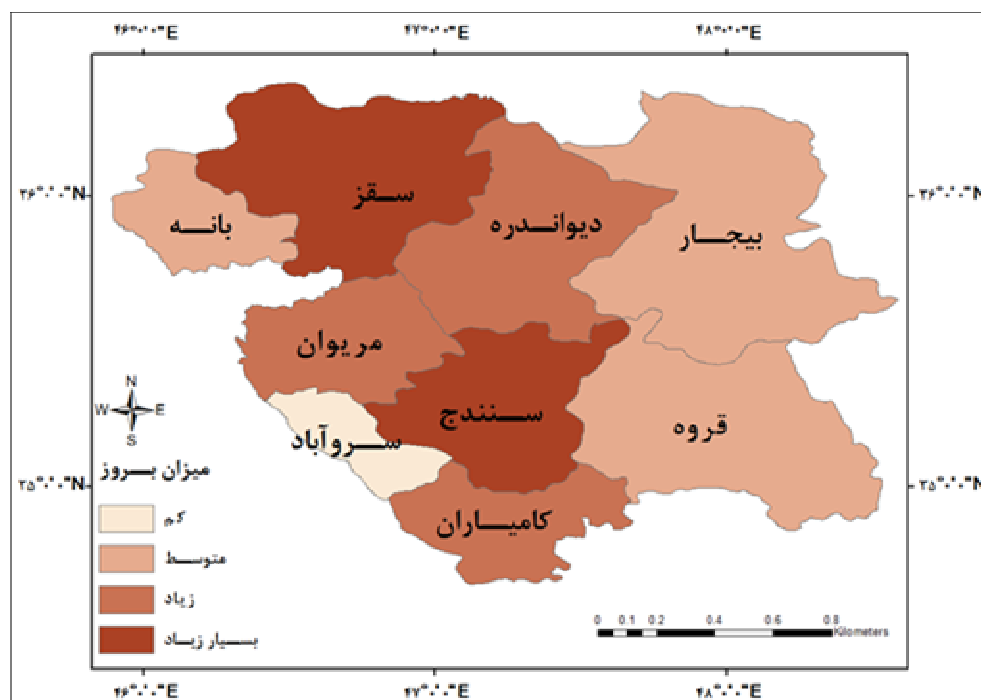 ۴۶°۰'۰"E ۴۷°۰'۰"E ۴۸°۰'۰"E
۳۶°۰'۰"N ۳۶°۰'۰"N
سقز
دیواندره
بانه
بیجار
مریوان
سنندج
قروه
سروآباد
کامیاران
N
W E
S
۳۵°۰'۰"N ۳۵°۰'۰"N
میزان بروز
کم
متوسط
زیاد
بسیار زیاد
0 0.1 0.2 0.4 0.6 0.8
Kilometers
۴۶°۰'۰"E ۴۷°۰'۰"E ۴۸°۰'۰"E